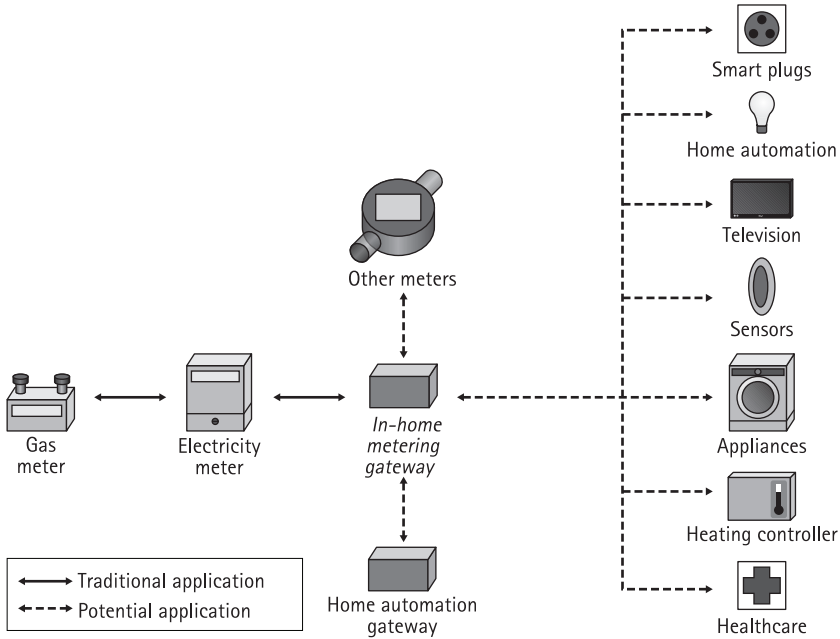 Smart plugs
Home automation
Television
Other meters
Sensors
Gas
meter
Electricity
meter
In-home
metering
gateway
Appliances
Heating controller
Traditional application
Potential application
Home automation
gateway
Healthcare